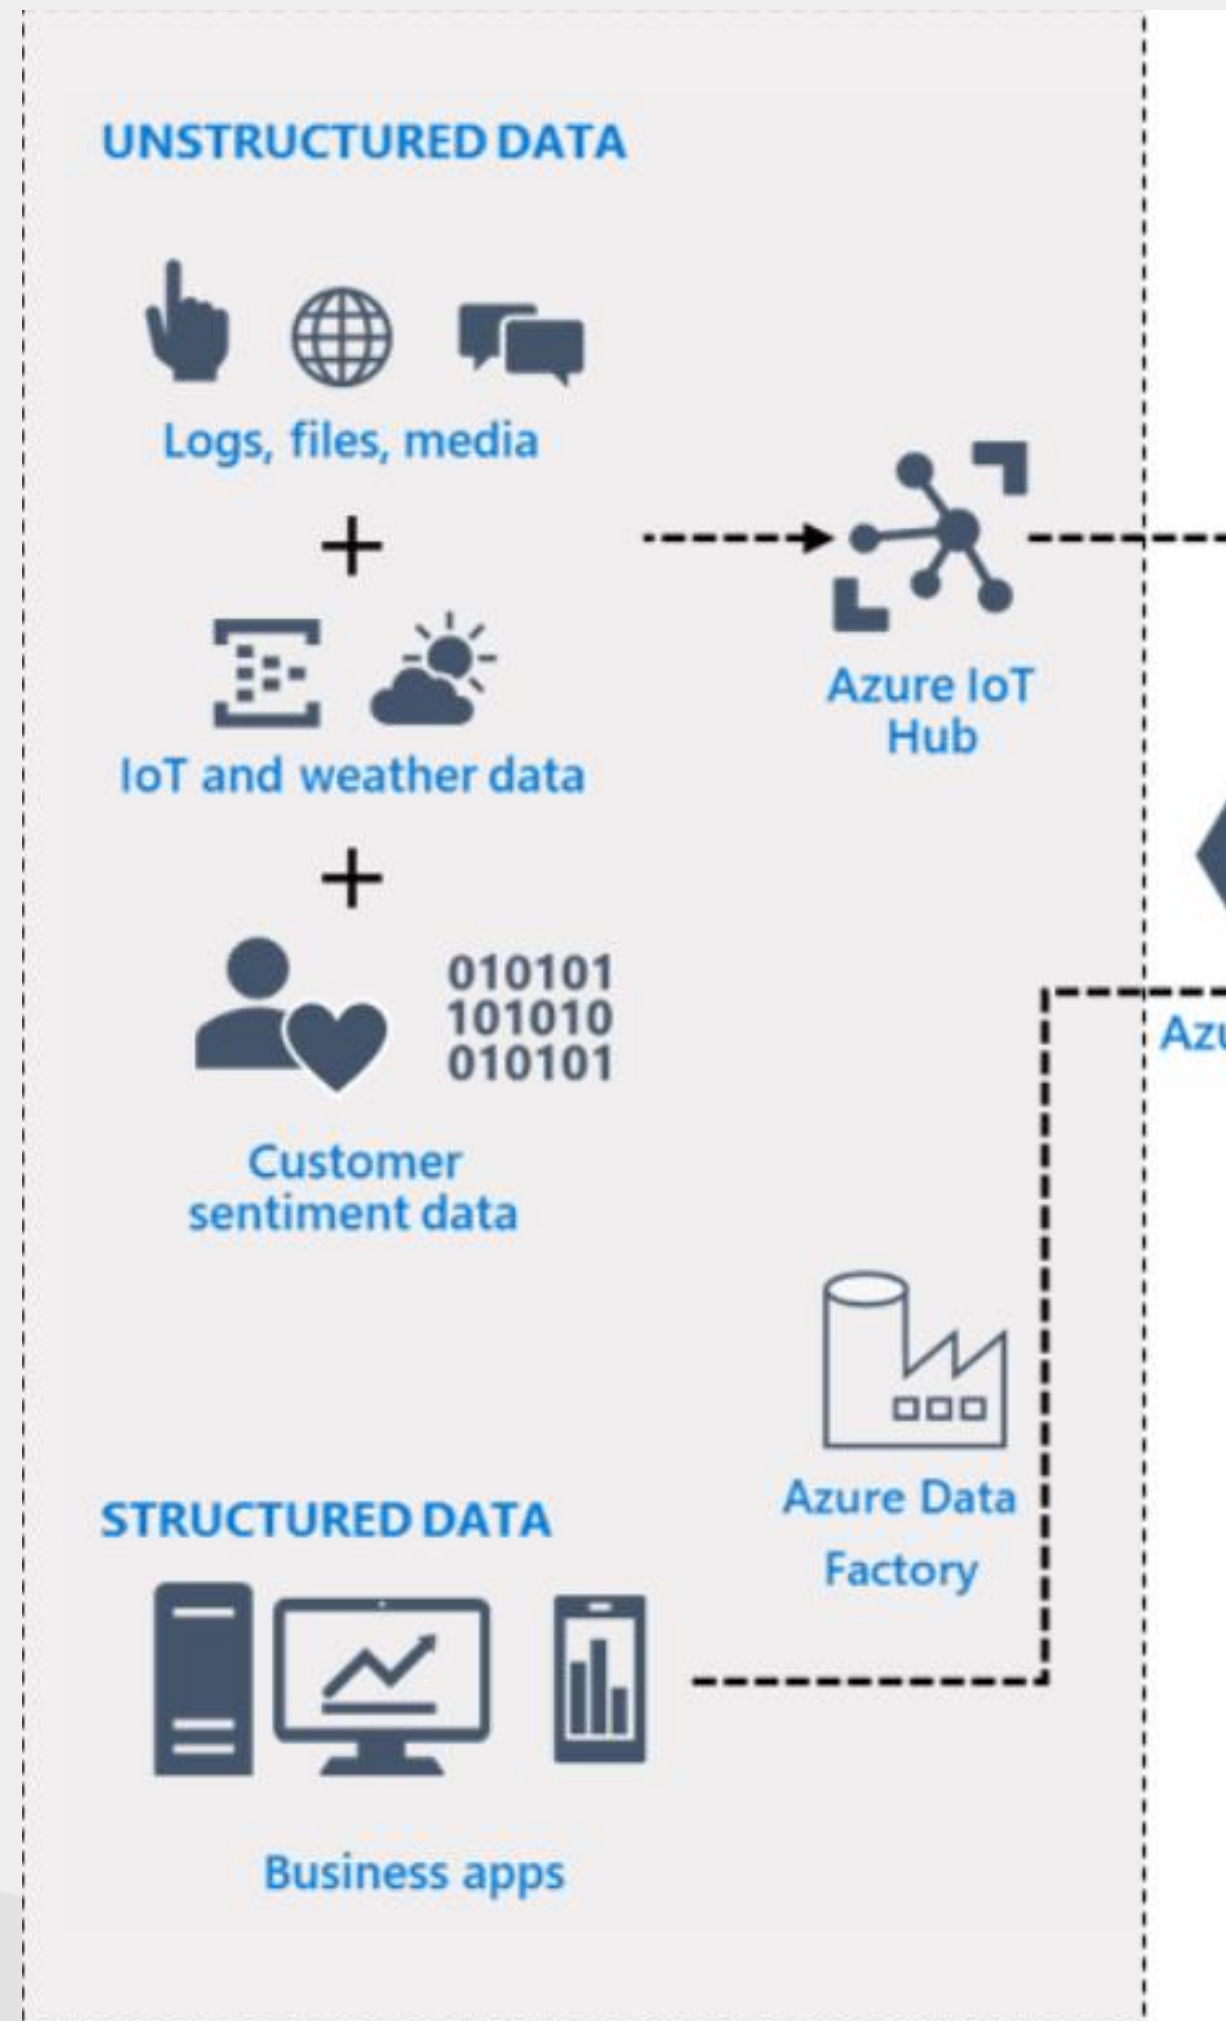 UNSTRUCTURED DATA
Logs, files, media
+
IoT and weather data
+
010101
101010
010101
Customer
sentiment data
Azure IoT
Hub
Azure Data
Factory
STRUCTURED DATA
Business apps